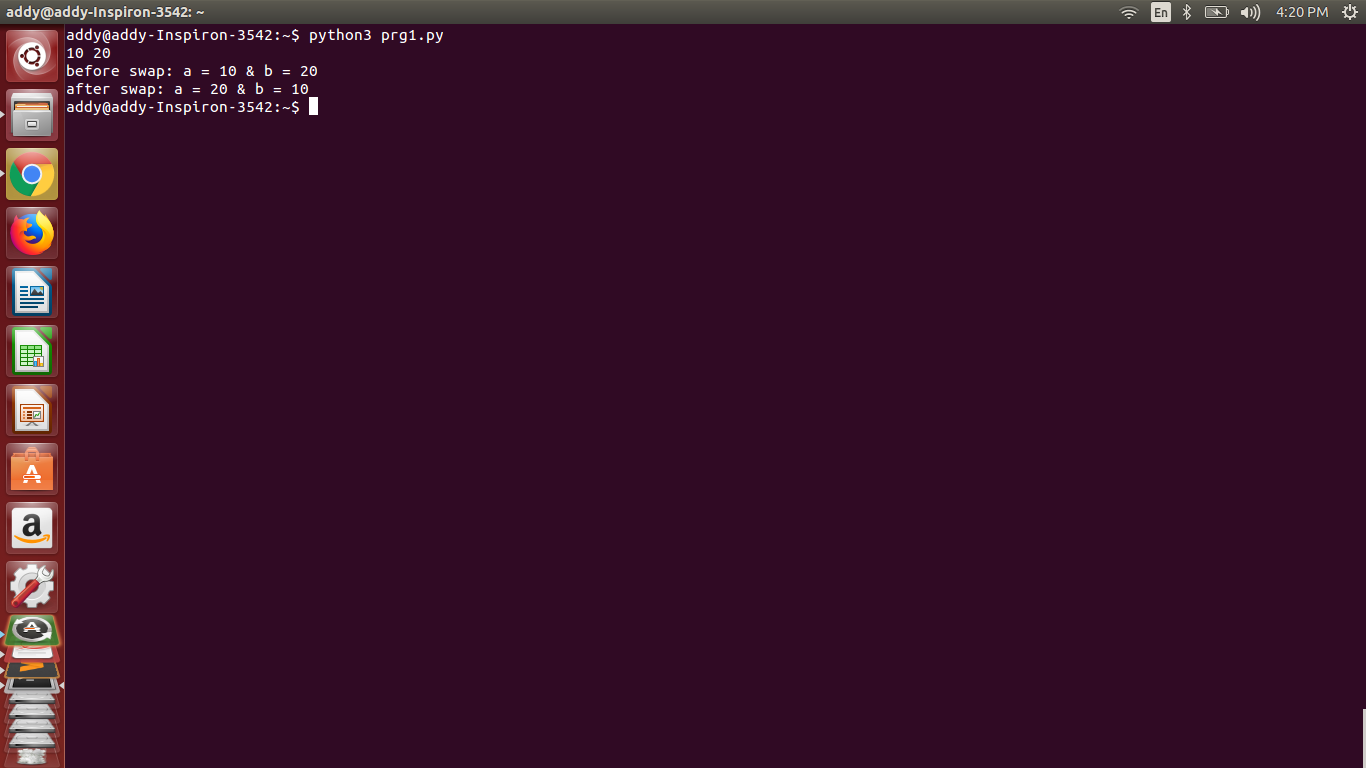 addy@addy-Inspiron-3542: ~
En
4:20 PM
addy@addy-Inspiron-3542:~$ python3 prg1.py
10 20
before swap: a = 10 & b = 20
after swap: a = 20 & b = 10
addy@addy-Inspiron-3542:~$
a